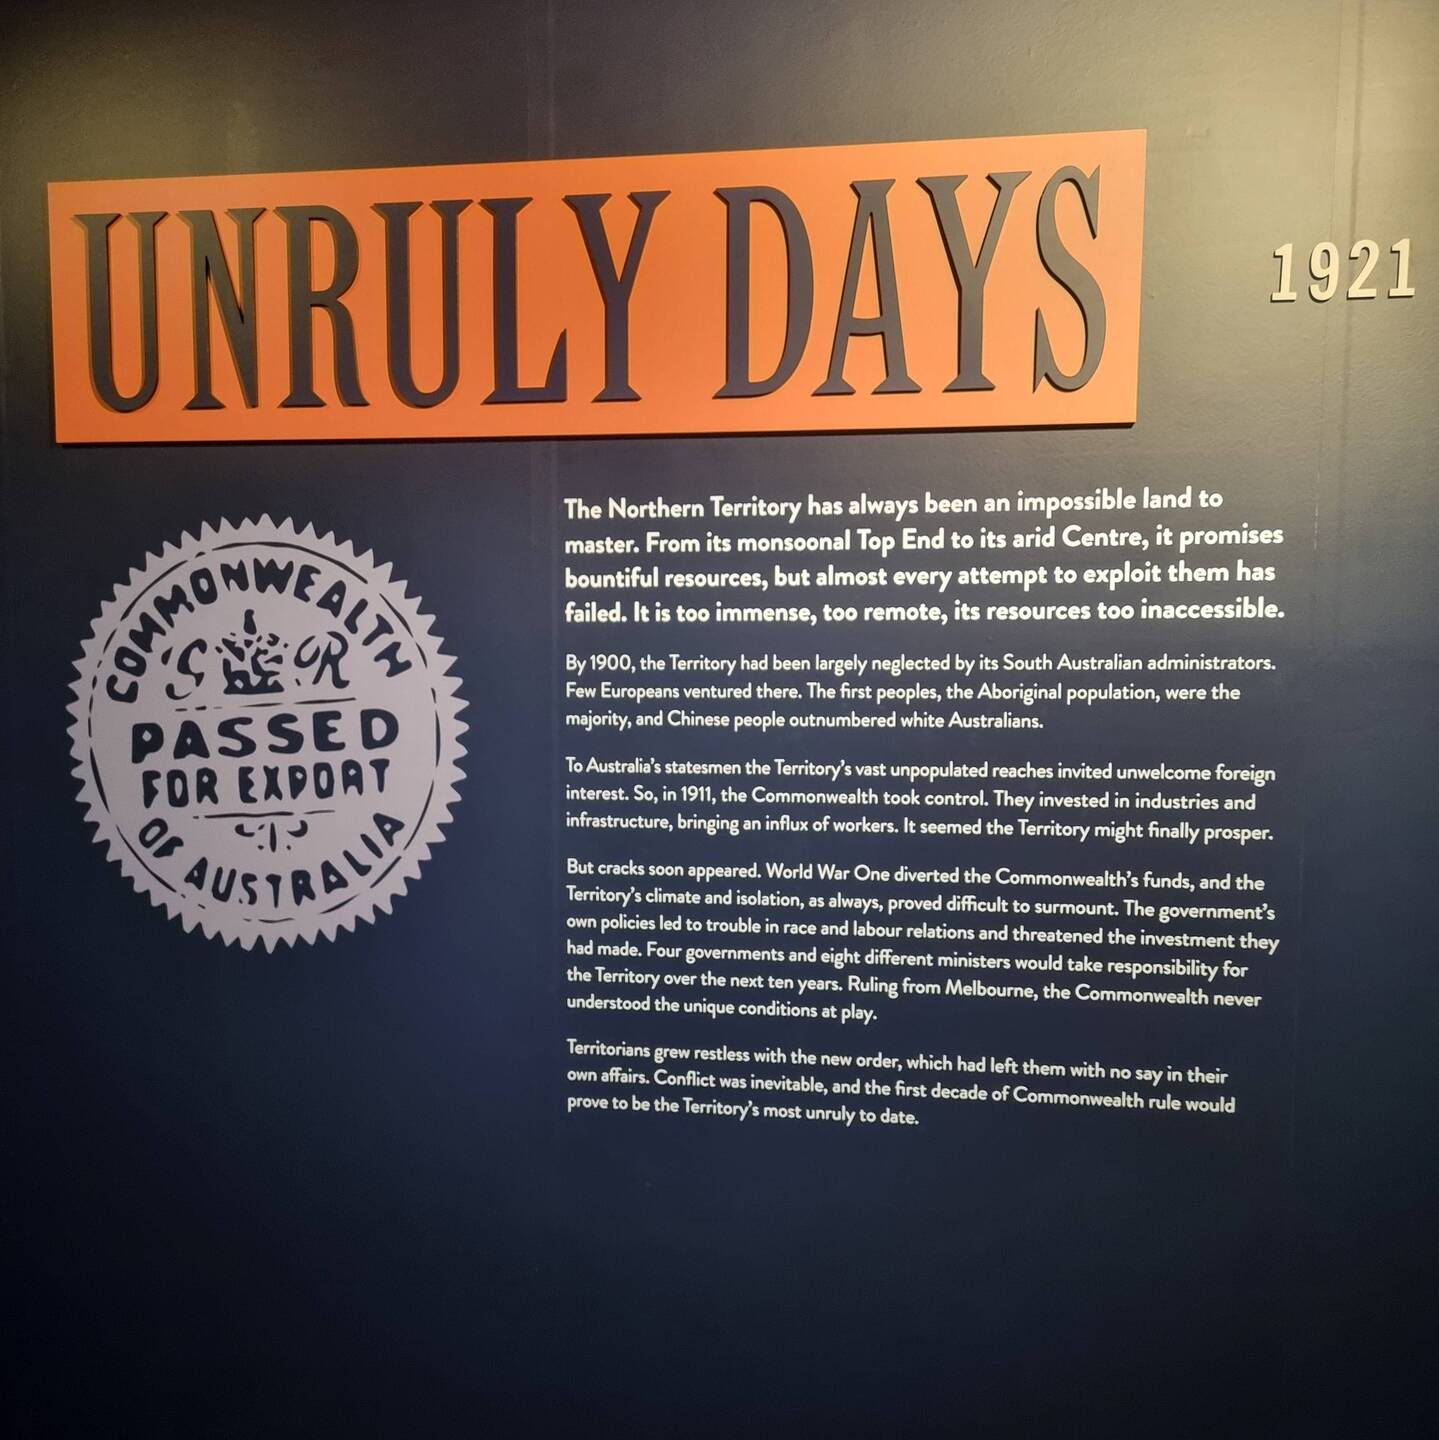 UNRULY DAYS
1921
COMMONWEALTH
G R
PASSED
FOR EXPORT
OF AUSTRALIA
The Northern Territory has always been an impossible land to
master. From its monsoonal Top End to its arid Centre, it promises
bountiful resources, but almost every attempt to exploit them has
failed. It is too immense, too remote, its resources too inaccessible.
By 1900, the Territory had been largely neglected by its South Australian administrators.
Few Europeans ventured there. The first peoples, the Aboriginal population, were the
majority, and Chinese people outnumbered white Australians.
To Australia's statesmen the Territory's vast unpopulated reaches invited unwelcome foreign
interest. So, in 1911, the Commonwealth took control. They invested in industries and
infrastructure, bringing an influx of workers. It seemed the Territory might finally prosper.
But cracks soon appeared. World War One diverted the Commonwealth's funds, and the
Territory's climate and isolation, as always, proved difficult to surmount. The government's
own policies led to trouble in race and labour relations and threatened the investment they
had made. Four governments and eight different ministers would take responsibility for
the Territory over the next ten years. Ruling from Melbourne, the Commonwealth never
understood the unique conditions at play.
Territorians grew restless with the new order, which had left them with no say in their
own affairs. Conflict was inevitable, and the first decade of Commonwealth rule would
prove to be the Territory's most unruly to date.